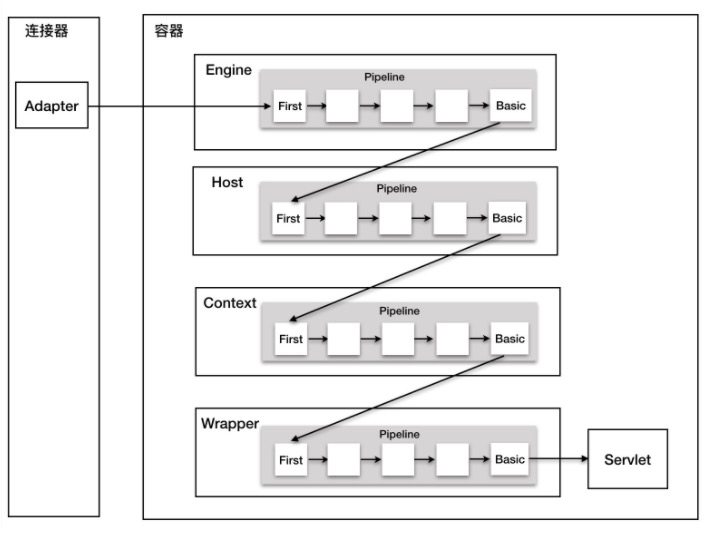 连接器
容器
Adapter
Engine
Pipeline
First
Basic
Host
Pipeline
First
Basic
Context
Pipeline
First
Basic
Wrapper
Pipeline
First
Basic
Servlet